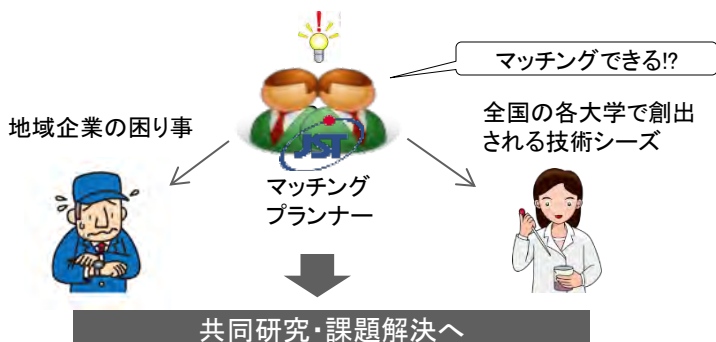 マッチングできる!?
地域企業の困り事
全国の各大学で創出
される技術シーズ
JST
マッチング
プランナー
共同研究・課題解決へ